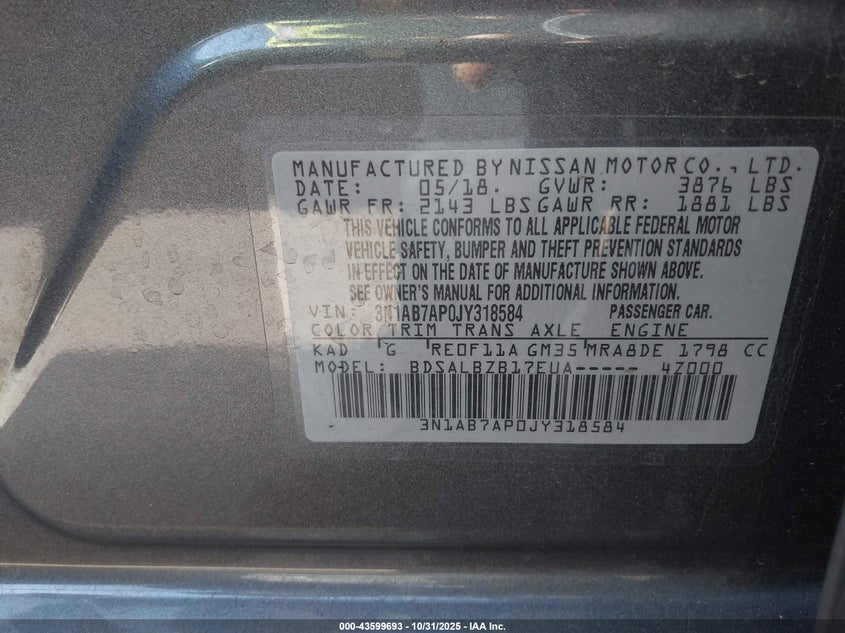 MANUFACTURED BY NISSAN MOTOR CO., LTD.
DATE: 05/18. GVWR: 3876 LBS
GAWR FR: 2143 LBS GAWR RR: 1881 LBS
THIS VEHICLE CONFORMS TO ALL APPLICABLE FEDERAL MOTOR
VEHICLE SAFETY, BUMPER AND THEFT PREVENTION STANDARDS
IN EFFECT ON THE DATE OF MANUFACTURE SHOWN ABOVE.
SEE OWNER'S MANUAL FOR ADDITIONAL INFORMATION.
VIN: 3N1AB7AP0JY318584 PASSENGER CAR.
COLOR/TRIM TRANS AXLE ENGINE
KAD G RE0F11A GM35 MRA8DE 1798 CC
MODEL: BDSALBZB17EUA----- 4Z000
3N1AB7AP0JY318584
000-43599693 - 10/31/2025 - IAA Inc.